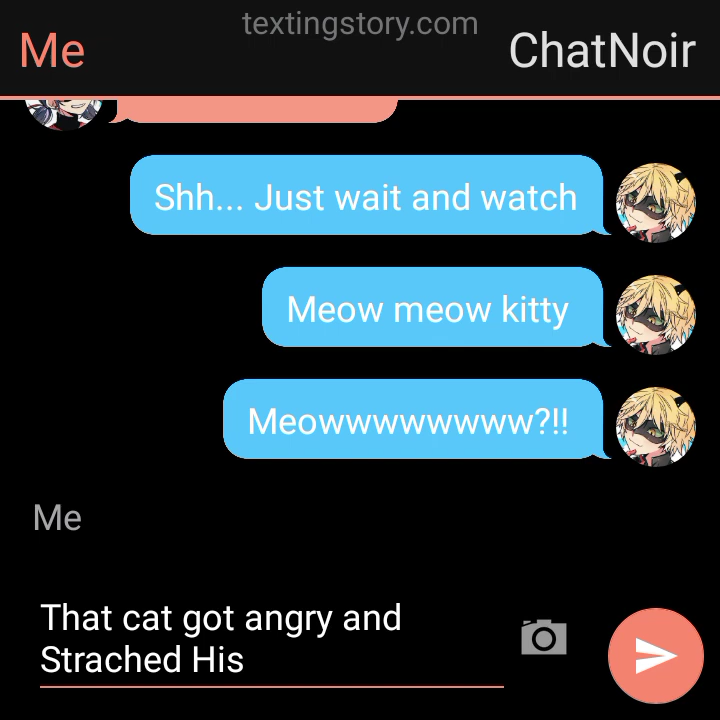 textingstory.com
Me
ChatNoir
Shh... Just wait and watch
Meow meow kitty
Meowwwwwwwww?!!
Me
That cat got angry and
Strached His